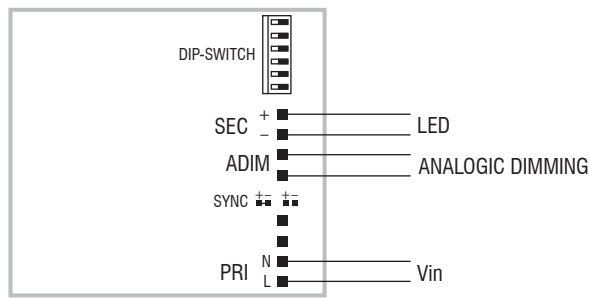 DIP-SWITCH
+
SEC
–
LED
ADIM
ANALOGIC DIMMING
SYNC + – + –
PRI
N
L
Vin